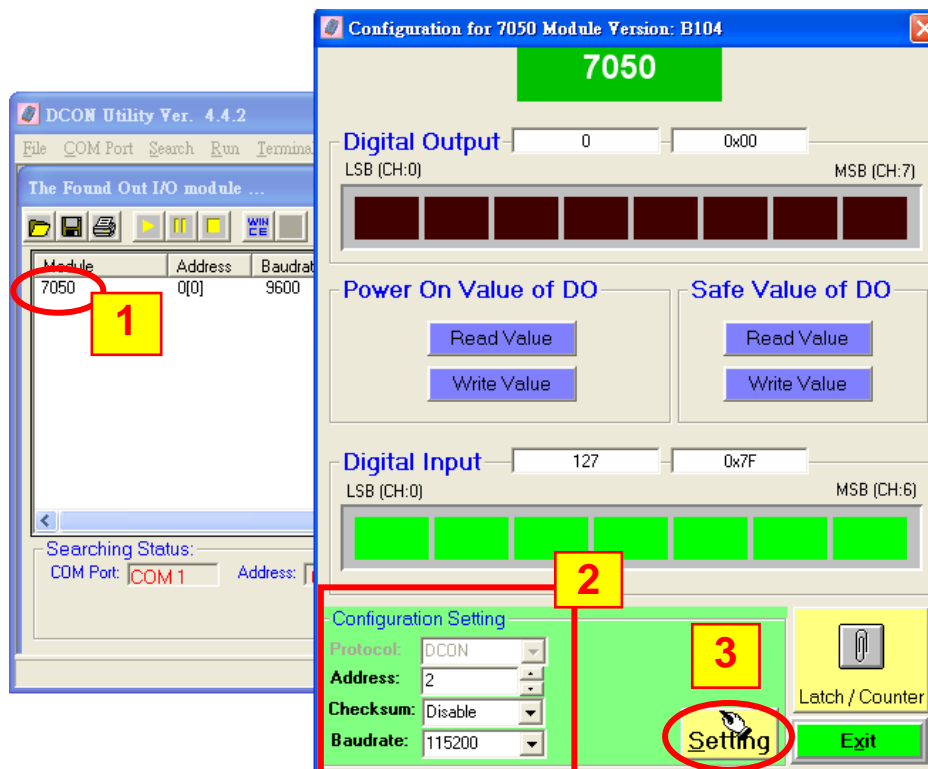 Configuration for 7050 Module Version: B104
7050
DCON Utility Ver. 4.4.2
File COM Port Search Run Terminal
The Found Out I/O module ...
WIN CE
Module Address Baudrat
7050 0[0] 9600
1
Searching Status:
COM Port: COM 1 Address:
Digital Output 0 0x00
LSB (CH:0) MSB (CH:7)
Power On Value of DO
Read Value
Write Value
Safe Value of DO
Read Value
Write Value
Digital Input 127 0x7F
LSB (CH:0) MSB (CH:6)
2
Configuration Setting
Protocol: DCON
Address: 2
Checksum: Disable
Baudrate: 115200
3
Setting
Latch / Counter
Exit